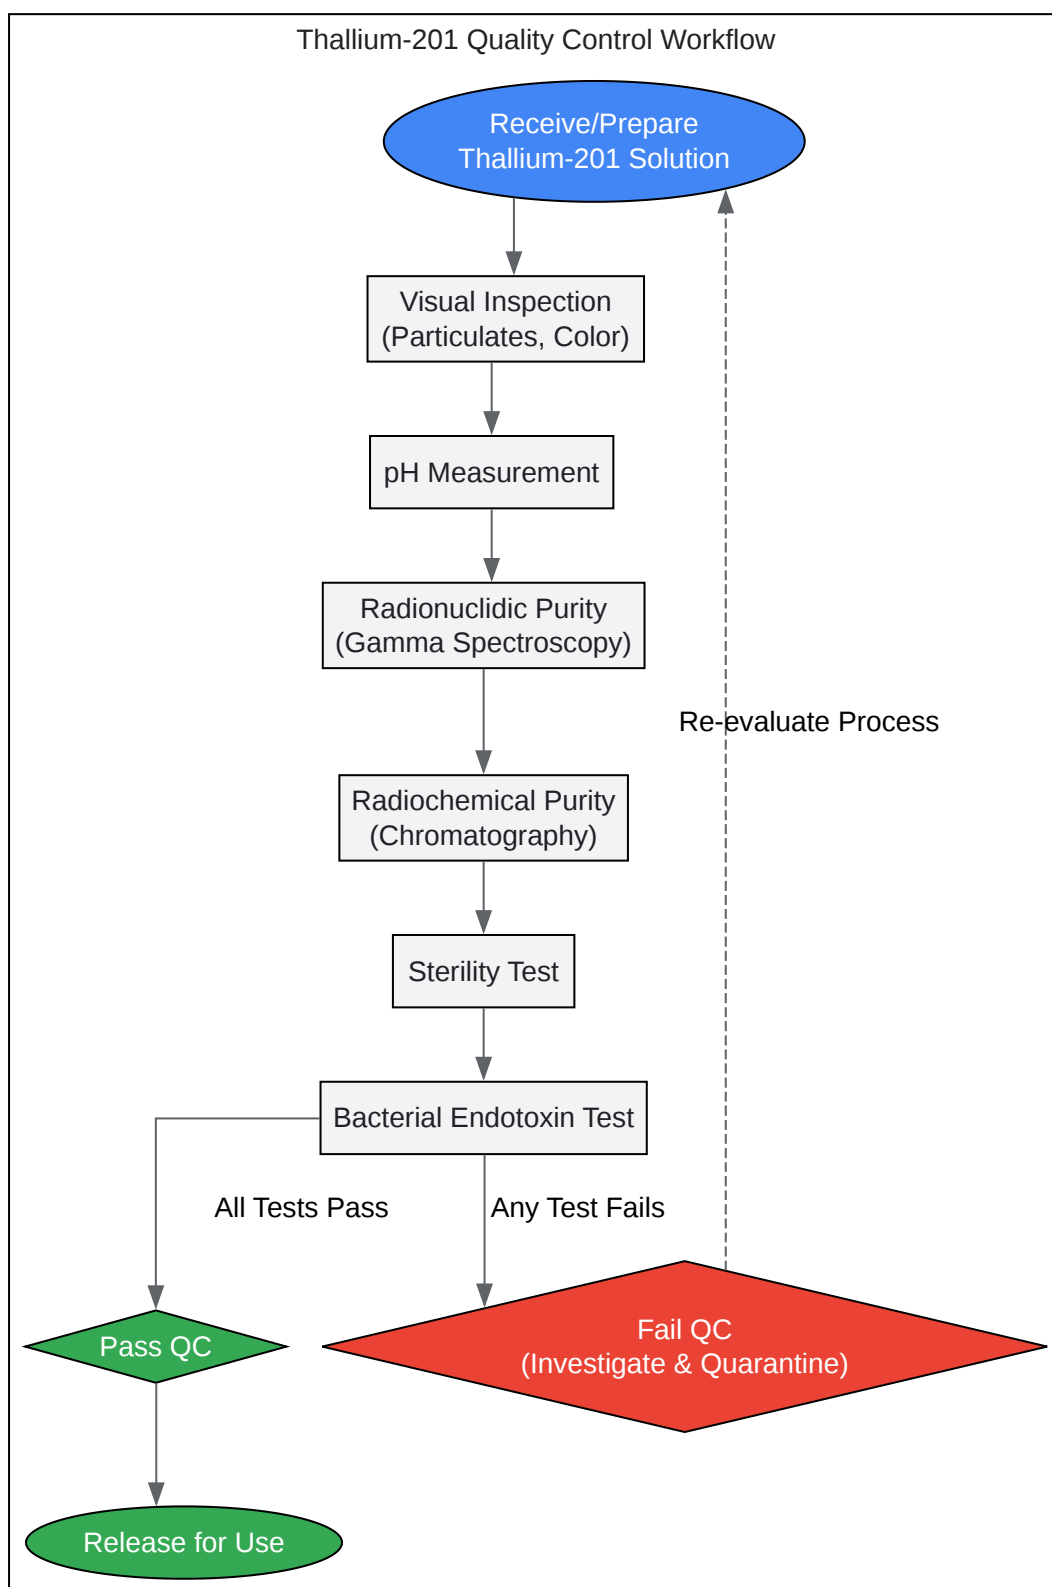 Thallium-201 Quality Control Workflow
Receive/Prepare
Thallium-201 Solution
Visual Inspection
(Particulates, Color)
pH Measurement
Radionuclidic Purity
(Gamma Spectroscopy)
Re-evaluate Process
Radiochemical Purity
(Chromatography)
Sterility Test
Bacterial Endotoxin Test
All Tests Pass
Any Test Fails
Pass QC
Fail QC
(Investigate & Quarantine)
Release for Use